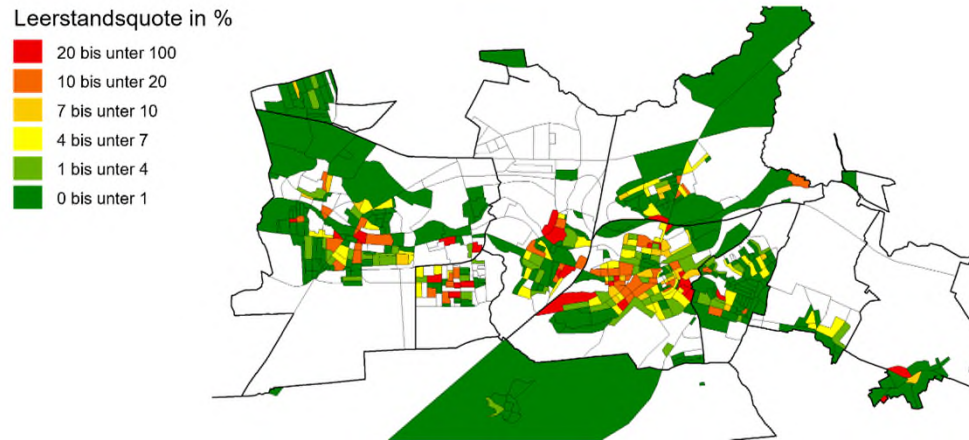 Leerstandsquote in %
20 bis unter 100
10 bis unter 20
7 bis unter 10
4 bis unter 7
1 bis unter 4
0 bis unter 1